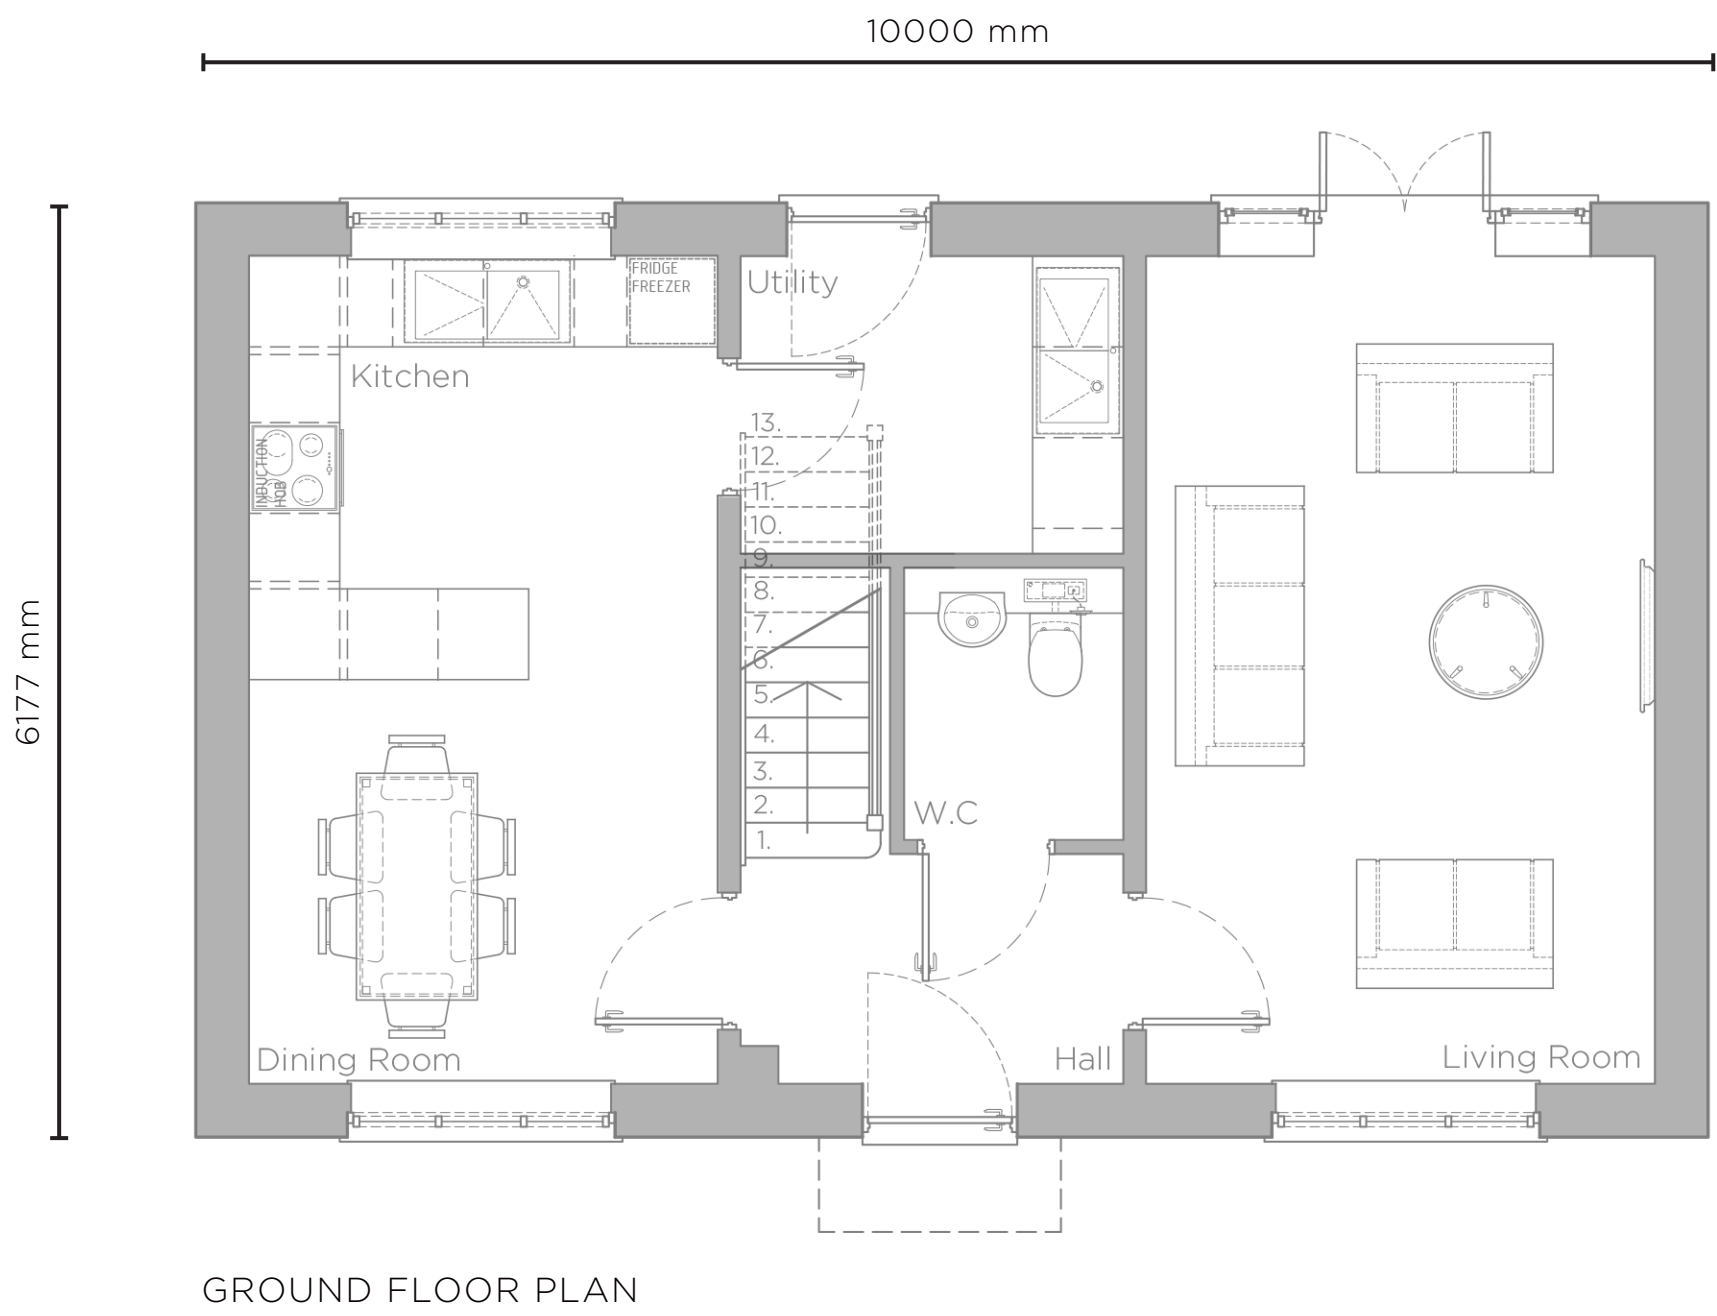 10000 mm
6177 mm
FRIDGE
FREEZER
Utility
Kitchen
INDUCTION
HOB
13.
12.
11.
10.
9.
8.
7.
6.
5.
4.
3.
2.
1.
W.C
Dining Room
Hall
Living Room
GROUND FLOOR PLAN